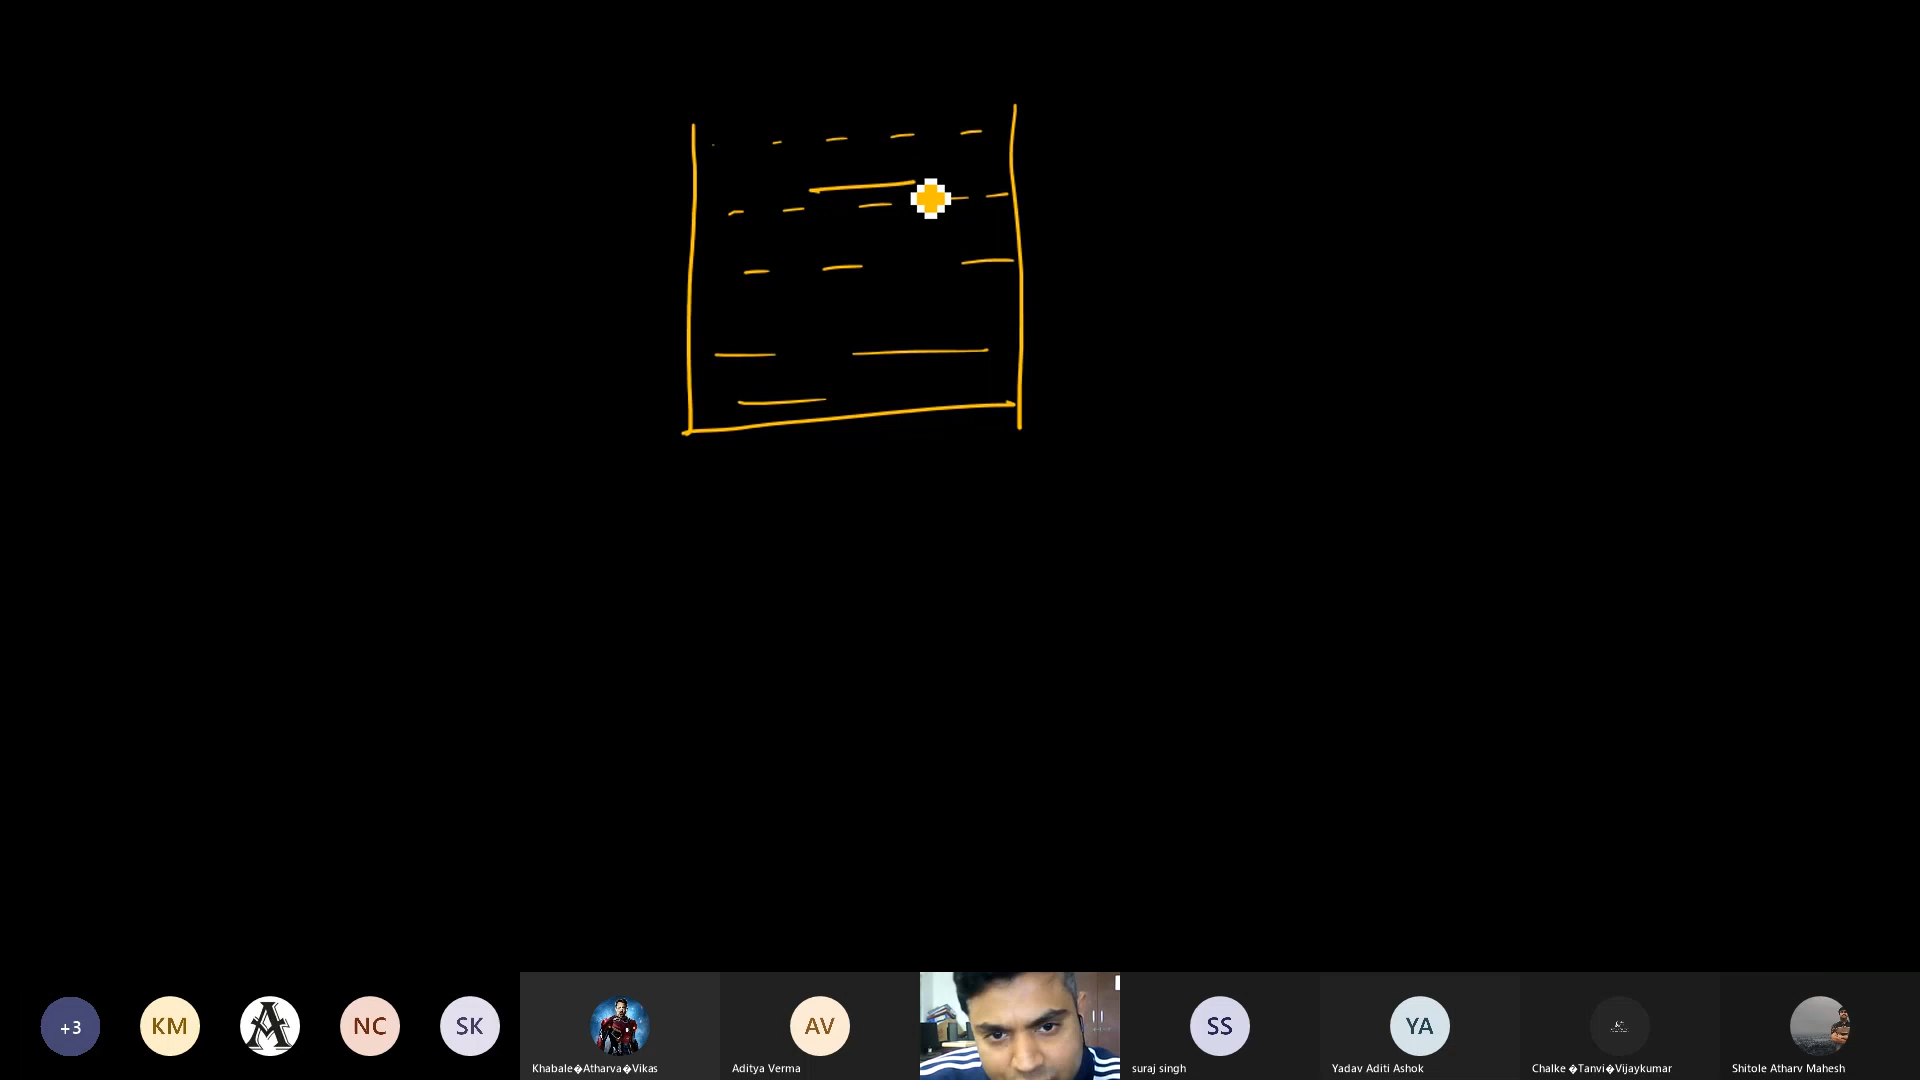 +3
KM
A
NC
SK
Khabale�Atharva�Vikas
AV
Aditya Verma
SS
suraj singh
YA
Yadav Aditi Ashok
Chalke �Tanvi�Vijaykumar
Shitole Atharv Mahesh